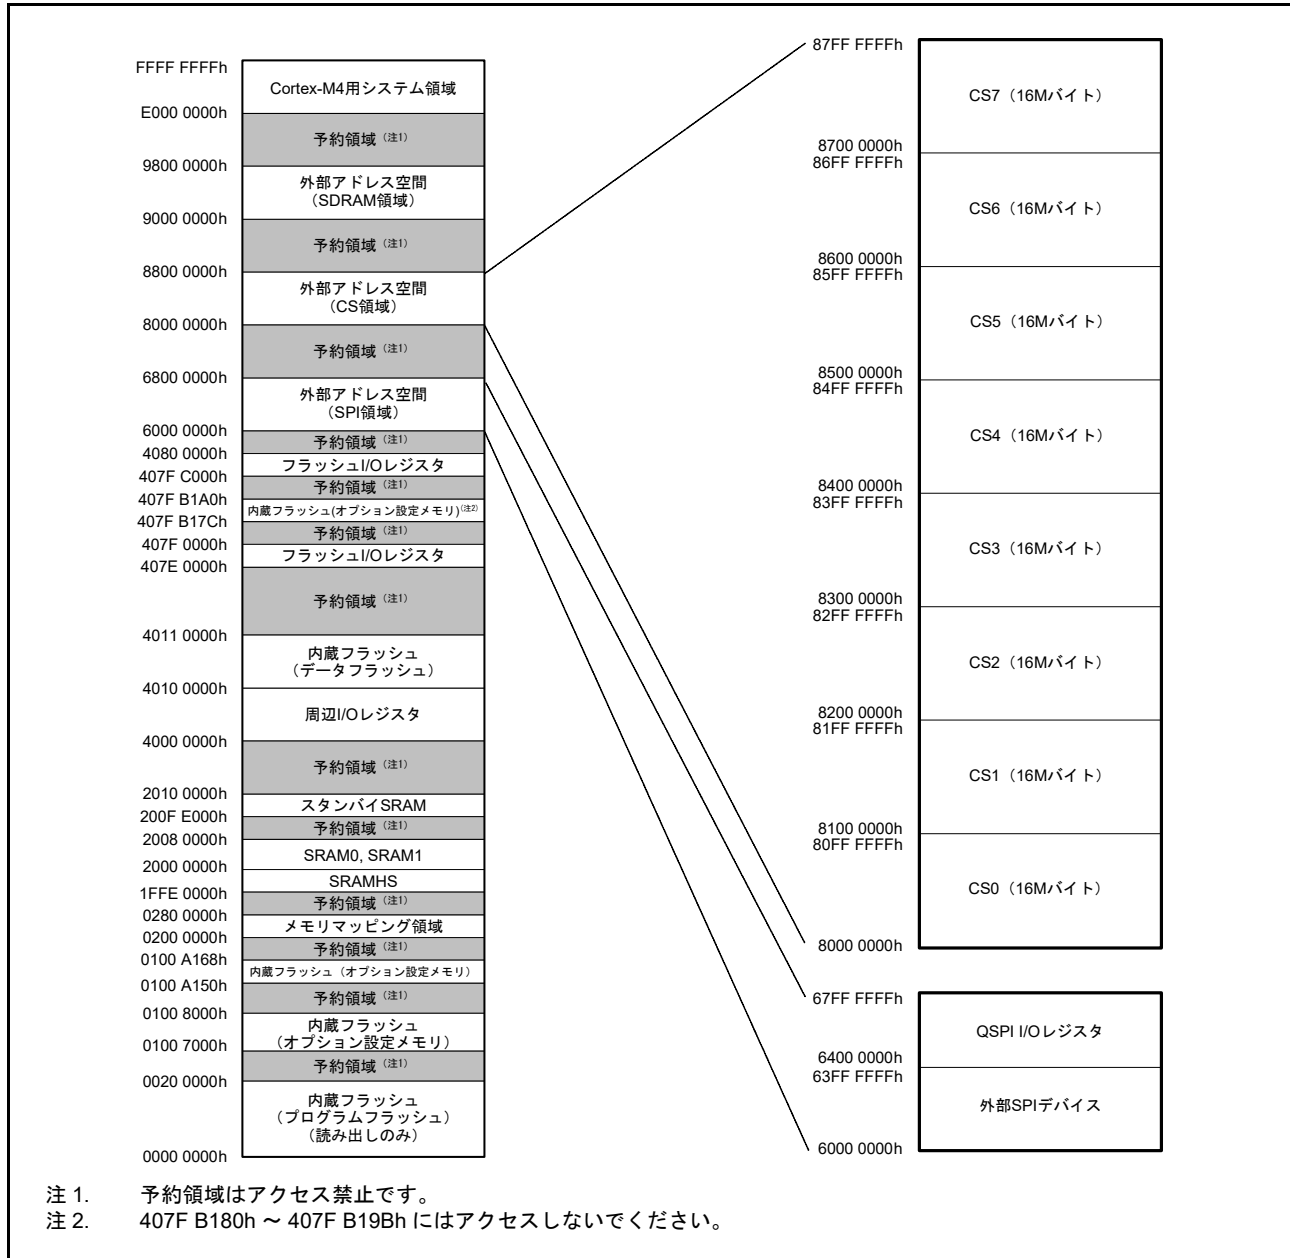 FFFF FFFFh
Cortex-M4用システム領域
E000 0000h
予約領域 (注1)
9800 0000h
外部アドレス空間
(SDRAM領域)
9000 0000h
予約領域 (注1)
8800 0000h
外部アドレス空間
(CS領域)
8000 0000h
予約領域 (注1)
6800 0000h
外部アドレス空間
(SPI領域)
6000 0000h
予約領域 (注1)
4080 0000h
フラッシュI/Oレジスタ
407F C000h
予約領域 (注1)
407F B1A0h
内蔵フラッシュ(オプション設定メモリ)(注2)
407F B17Ch
予約領域 (注1)
407F 0000h
フラッシュI/Oレジスタ
407E 0000h
予約領域 (注1)
4011 0000h
内蔵フラッシュ
(データフラッシュ)
4010 0000h
周辺I/Oレジスタ
4000 0000h
予約領域 (注1)
2010 0000h
スタンバイSRAM
200F E000h
予約領域 (注1)
2008 0000h
SRAM0, SRAM1
2000 0000h
SRAMHS
1FFE 0000h
予約領域 (注1)
0280 0000h
メモリマッピング領域
0200 0000h
予約領域 (注1)
0100 A168h
内蔵フラッシュ (オプション設定メモリ)
0100 A150h
予約領域 (注1)
0100 8000h
内蔵フラッシュ
(オプション設定メモリ)
0100 7000h
予約領域 (注1)
0020 0000h
内蔵フラッシュ
(プログラムフラッシュ)
(読み出しのみ)
0000 0000h
87FF FFFFh
CS7 (16Mバイト)
8700 0000h
86FF FFFFh
CS6 (16Mバイト)
8600 0000h
85FF FFFFh
CS5 (16Mバイト)
8500 0000h
84FF FFFFh
CS4 (16Mバイト)
8400 0000h
83FF FFFFh
CS3 (16Mバイト)
8300 0000h
82FF FFFFh
CS2 (16Mバイト)
8200 0000h
81FF FFFFh
CS1 (16Mバイト)
8100 0000h
80FF FFFFh
CS0 (16Mバイト)
8000 0000h
67FF FFFFh
QSPI I/Oレジスタ
6400 0000h
63FF FFFFh
外部SPIデバイス
6000 0000h
注 1. 予約領域はアクセス禁止です。
注 2. 407F B180h ～ 407F B19Bh にはアクセスしないでください。